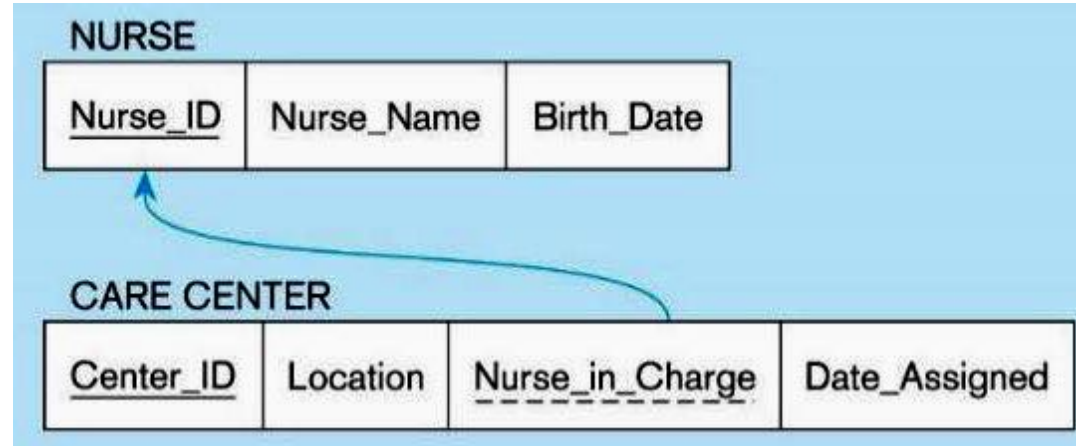 NURSE
Nurse_ID Nurse_Name Birth_Date
CARE CENTER
Center_ID Location Nurse_in_Charge Date_Assigned